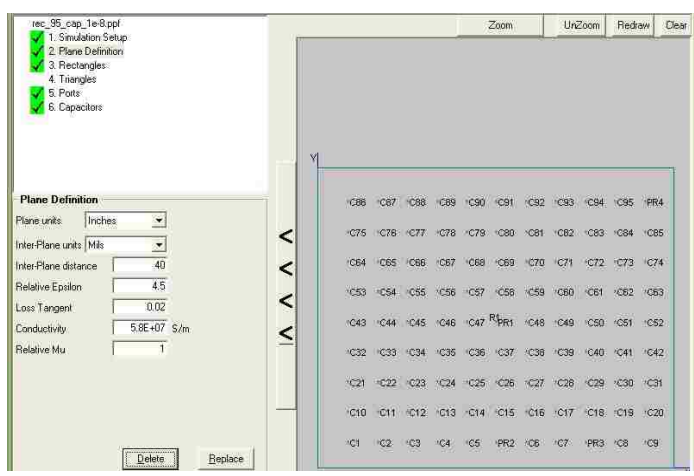 rec_95_cap_1e-8.ppf
1. Simulation Setup
2. Plane Definition
3. Rectangles
4. Triangles
5. Ports
6. Capacitors
Zoom UnZoom Redraw Clear
Plane Definition
Plane units Inches
Inter-Plane units Mils
Inter-Plane distance 40
Relative Epsilon 4.5
Loss Tangent 0.02
Conductivity 5.8E+07 S/m
Relative Mu 1
Delete Replace
<
<
<
<
Y
C86 C87 C88 C89 C90 C91 C92 C93 C94 C95 PR4
C75 C76 C77 C78 C79 C80 C81 C82 C83 C84 C85
C64 C65 C66 C67 C68 C69 C70 C71 C72 C73 C74
C53 C54 C55 C56 C57 C58 C59 C60 C61 C62 C63
C43 C44 C45 C46 C47 R1 PR1 C48 C49 C50 C51 C52
C32 C33 C34 C35 C36 C37 C38 C39 C40 C41 C42
C21 C22 C23 C24 C25 C26 C27 C28 C29 C30 C31
C10 C11 C12 C13 C14 C15 C16 C17 C18 C19 C20
C1 C2 C3 C4 C5 PR2 C6 C7 PR3 C8 C9